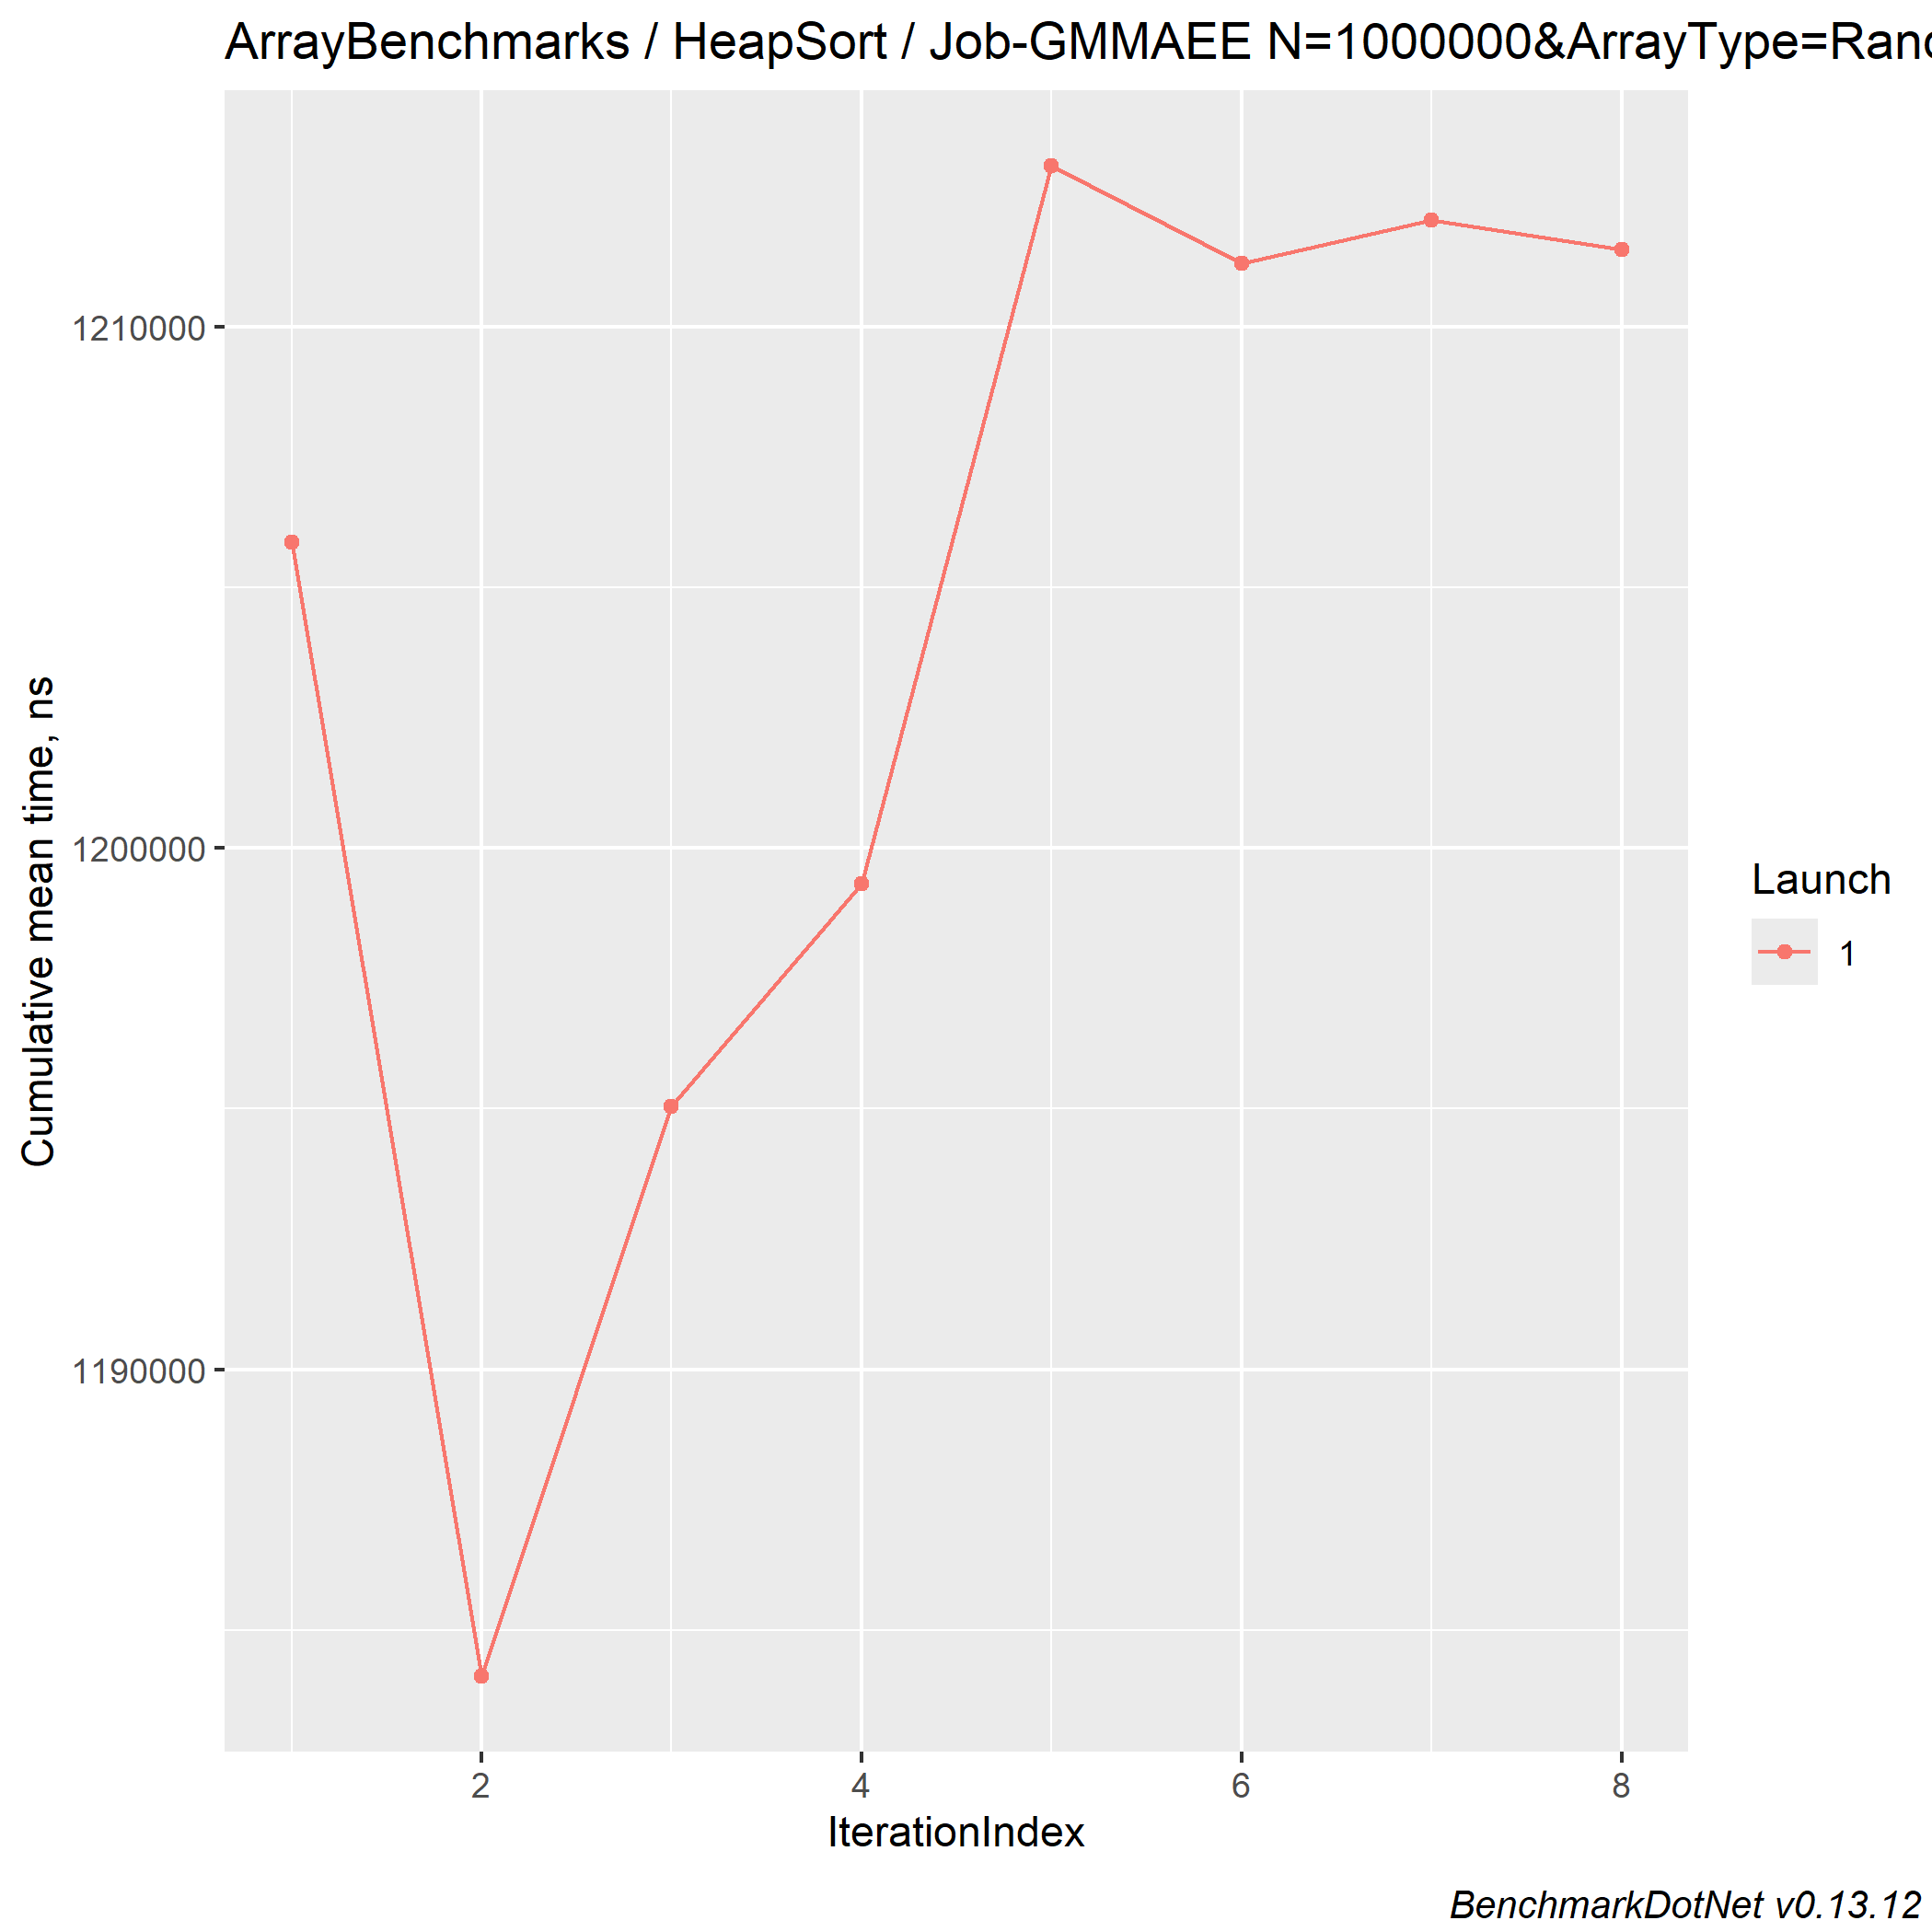 ArrayBenchmarks / HeapSort / Job-GMMAEE N=1000000&ArrayType=Ran
Cumulative mean time, ns
1210000
1200000
1190000
2 4 6 8
IterationIndex
Launch
1
BenchmarkDotNet v0.13.12